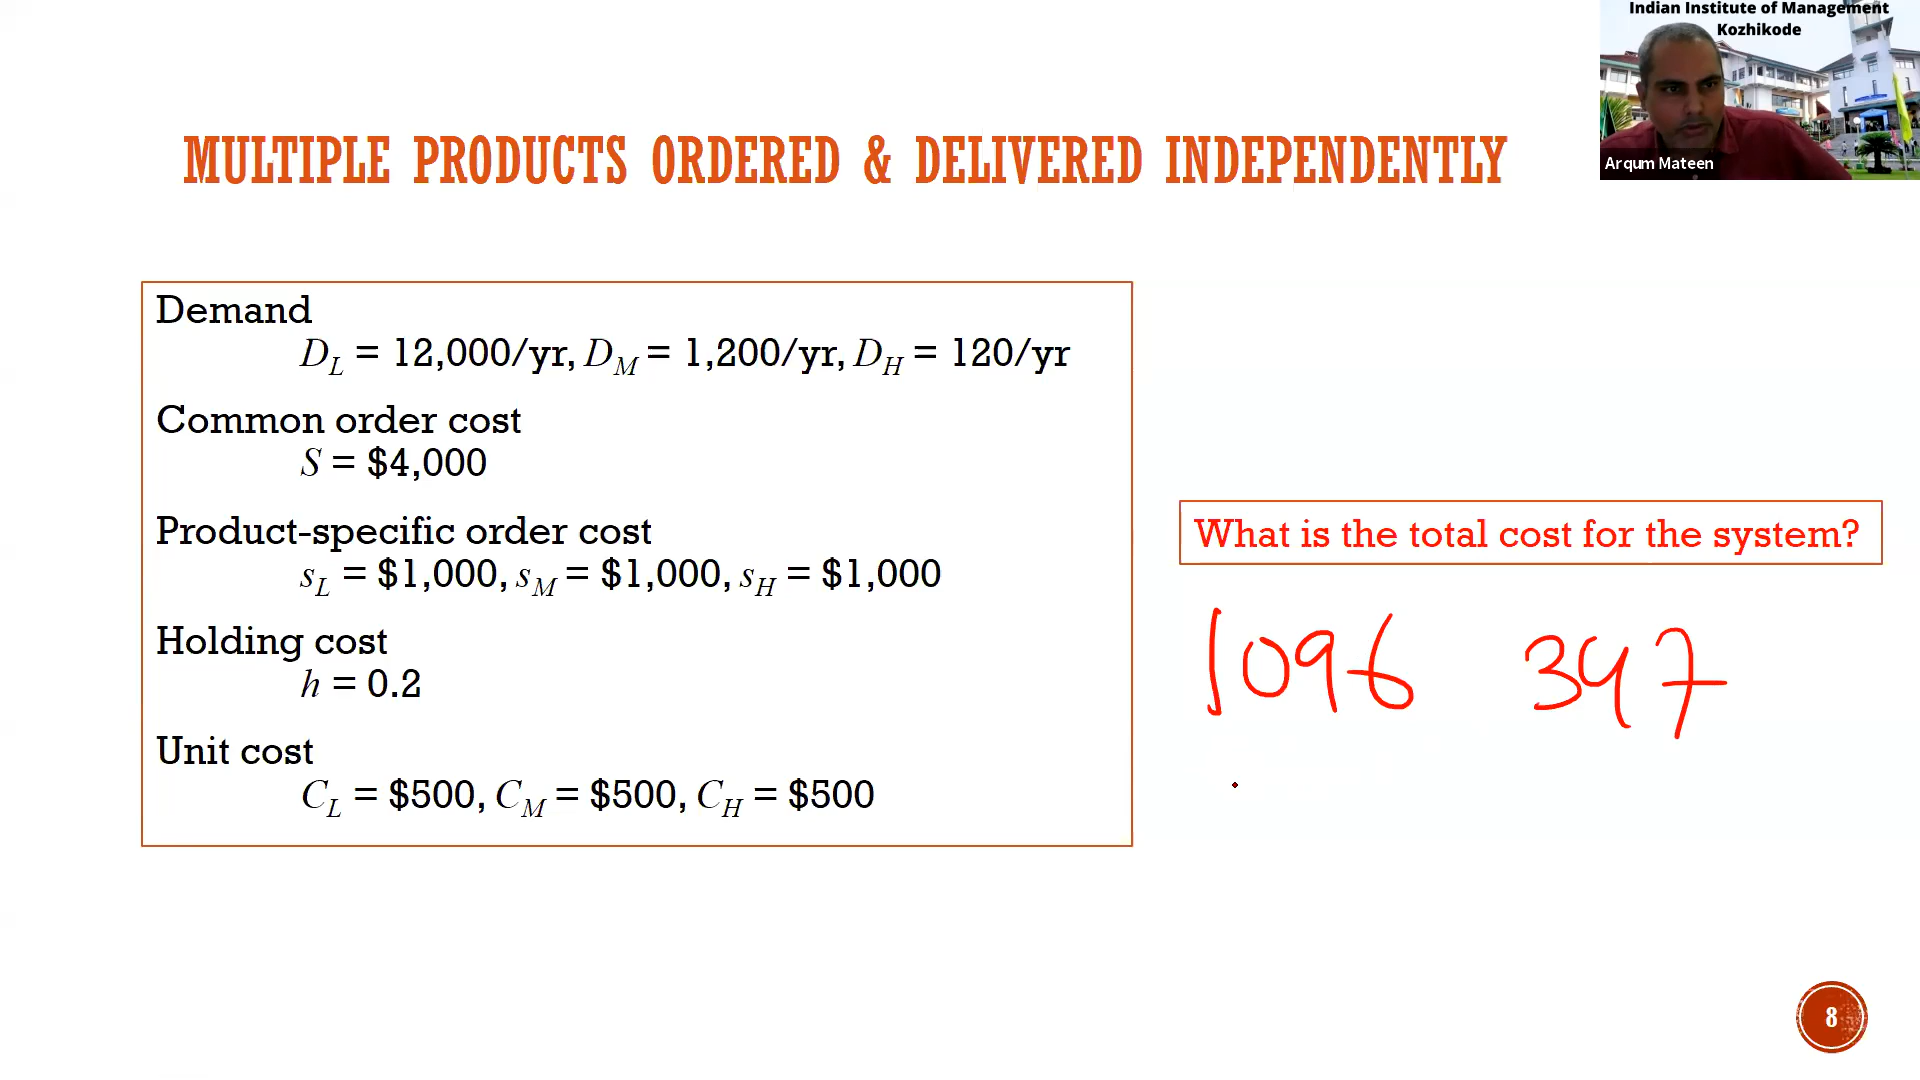 Indian Institute of Management
Kozhikode
Arqum Mateen
MULTIPLE PRODUCTS ORDERED & DELIVERED INDEPENDENTLY
Demand
D_L = 12,000/yr, D_M = 1,200/yr, D_H = 120/yr
Common order cost
S = $4,000
Product-specific order cost
s_L = $1,000, s_M = $1,000, s_H = $1,000
Holding cost
h = 0.2
Unit cost
C_L = $500, C_M = $500, C_H = $500
What is the total cost for the system?
1096 347
8